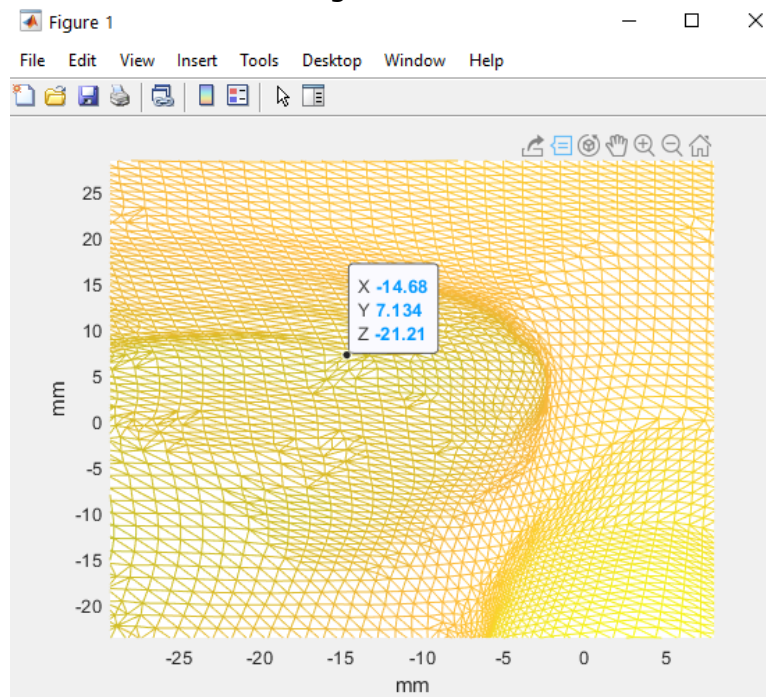 Figure 1
File Edit View Insert Tools Desktop Window Help
25
20
15
10
5
0
-5
-10
-15
-20
mm
X -14.68
Y 7.134
Z -21.21
-25 -20 -15 -10 -5 0 5
mm